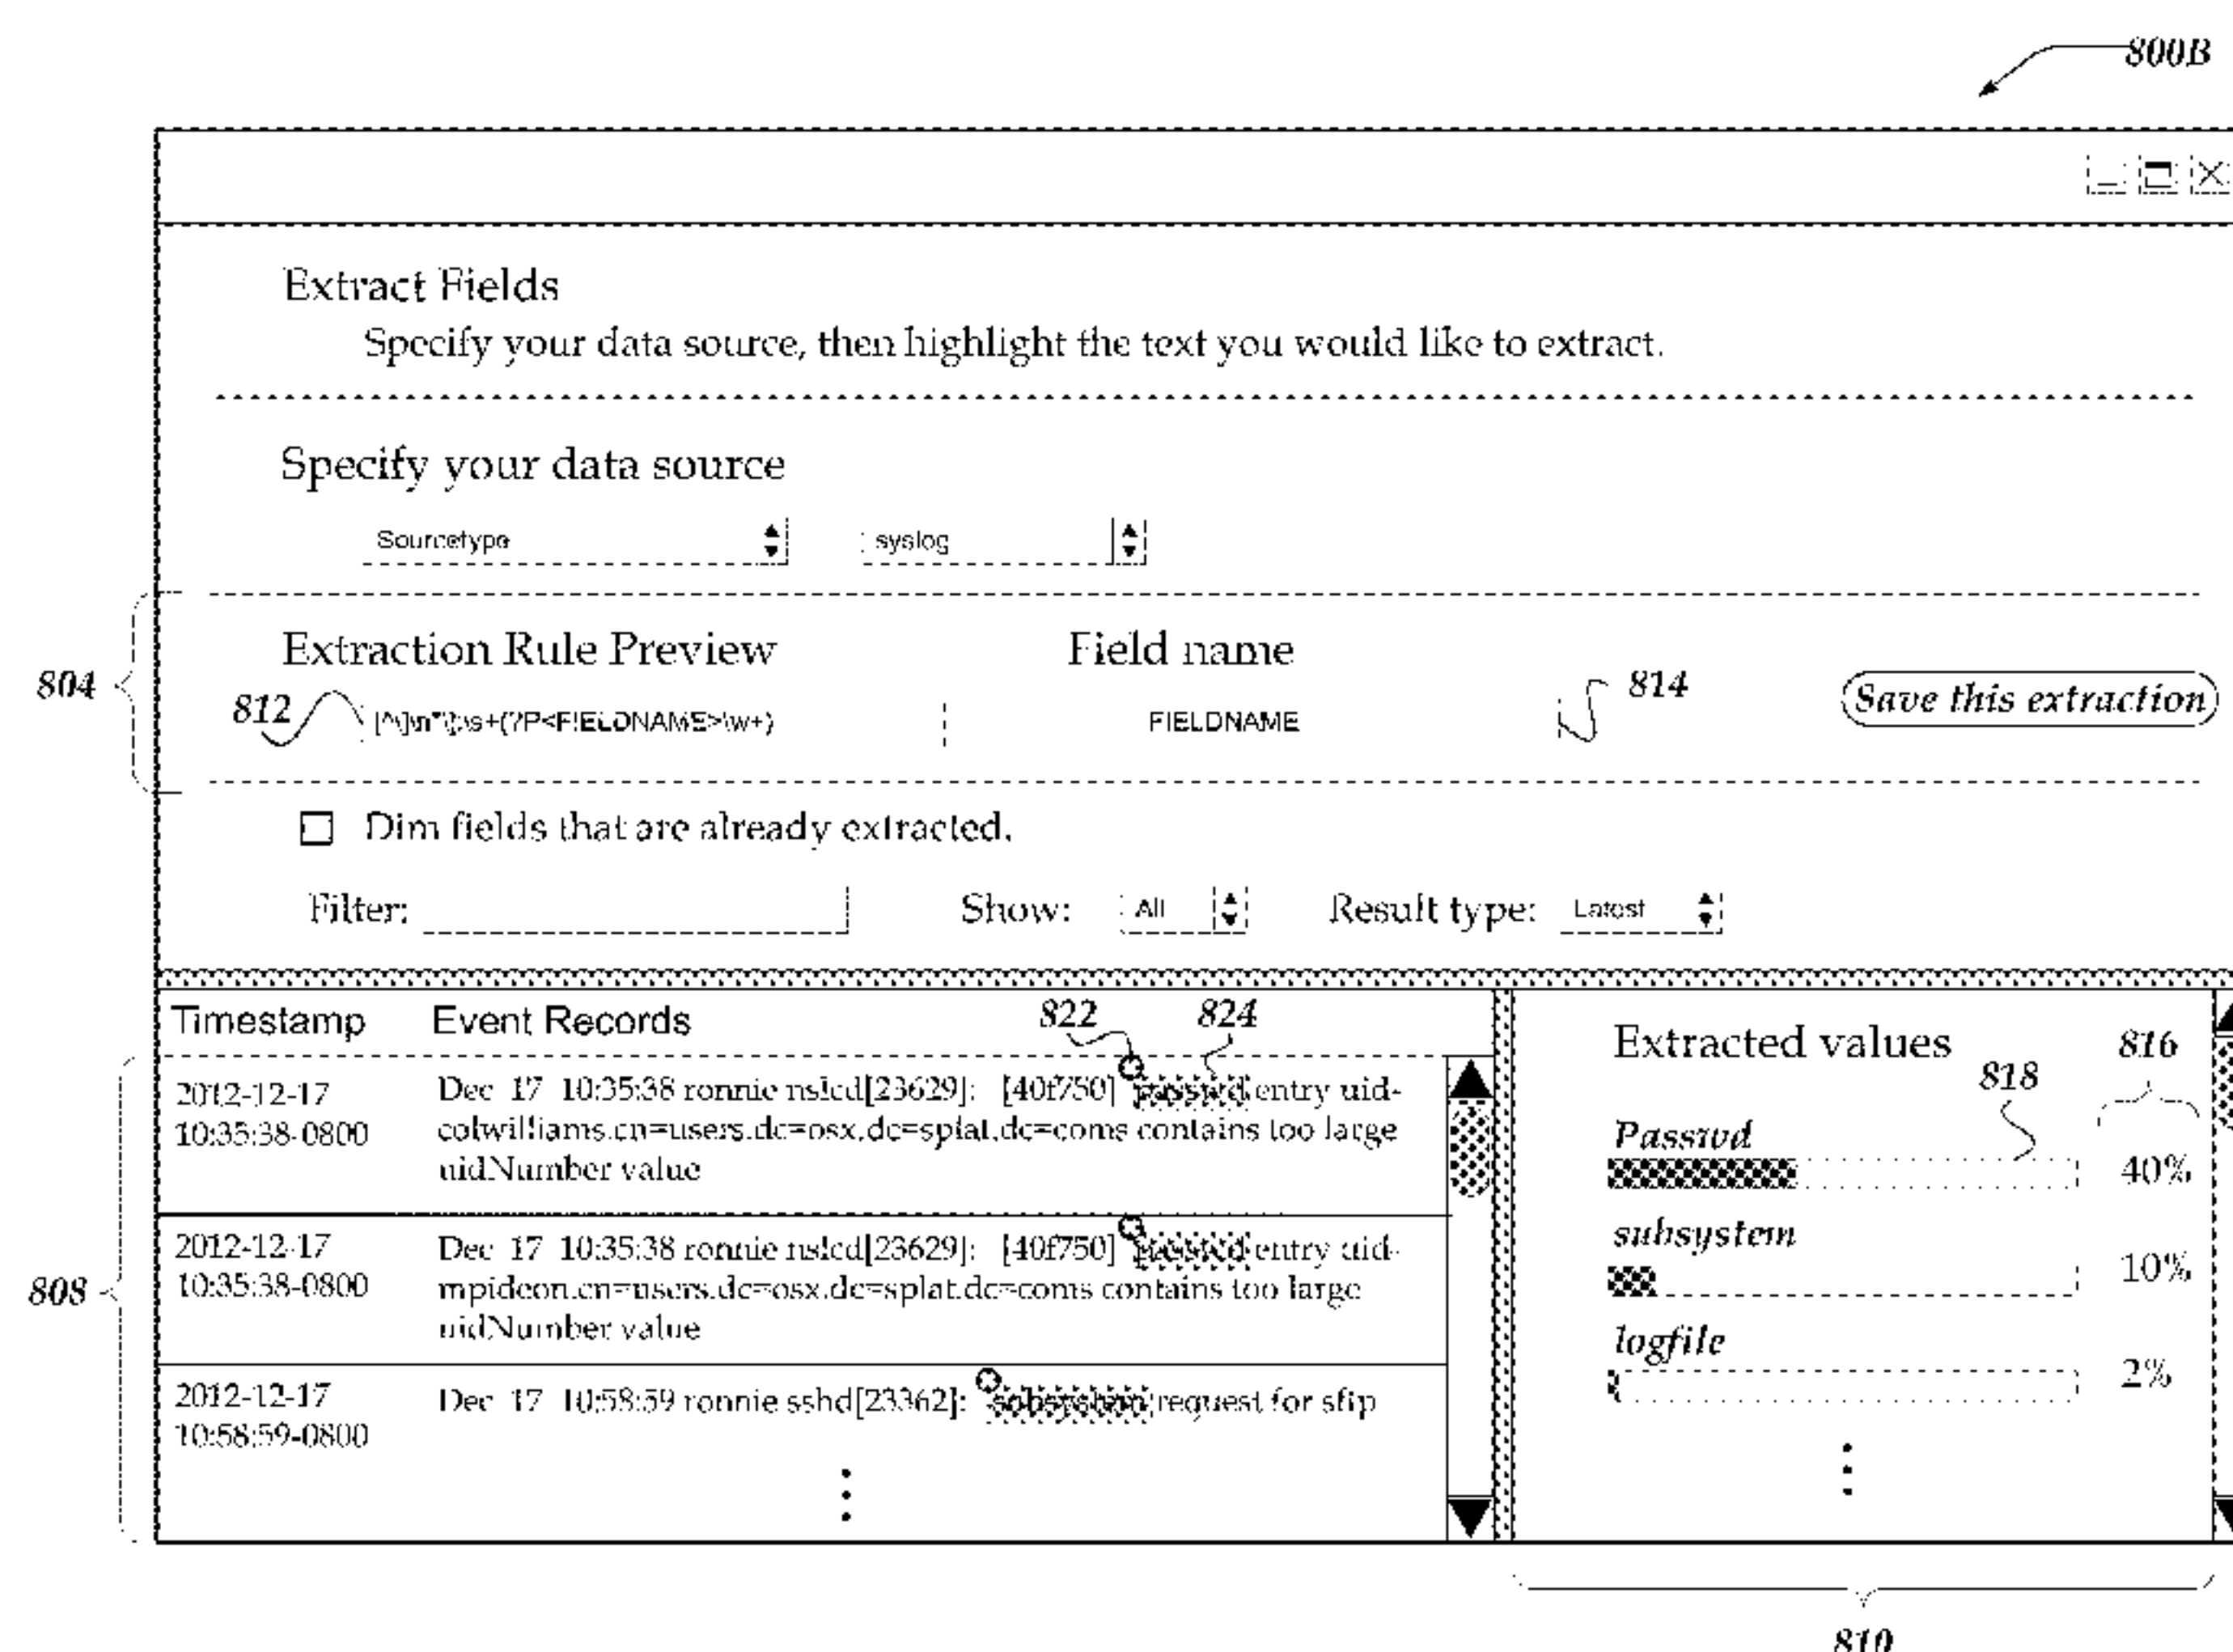 800B
Extract Fields
Specify your data source, then highlight the text you would like to extract.
Specify your data source
Sourcetype syslog
804
Extraction Rule Preview Field name
812 FIELDNAME 814 Save this extraction
Dim fields that are already extracted.
Filter: Show: All Result type: Latest
Timestamp Event Records 822 824
808
2012-12-17
10:35:38-0800
Dec 17 10:35:38 ronnie nslcd[23629]: [40f750] passwd entry uid-
colwilliams.cn=users.dc=osx.dc=splat.dc=coms contains too large
uidNumber value
2012-12-17
10:35:38-0800
Dec 17 10:35:38 ronnie nslcd[23629]: [40f750] passwd entry uid-
mpideon.cn=users.dc=osx.dc=splat.dc=coms contains too large
uidNumber value
2012-12-17
10:58:59-0800
Dec 17 10:58:59 ronnie sshd[23362]: subsystem request for sftp
Extracted values 816
818
Passwd
40%
subsystem
10%
logfile
2%
810